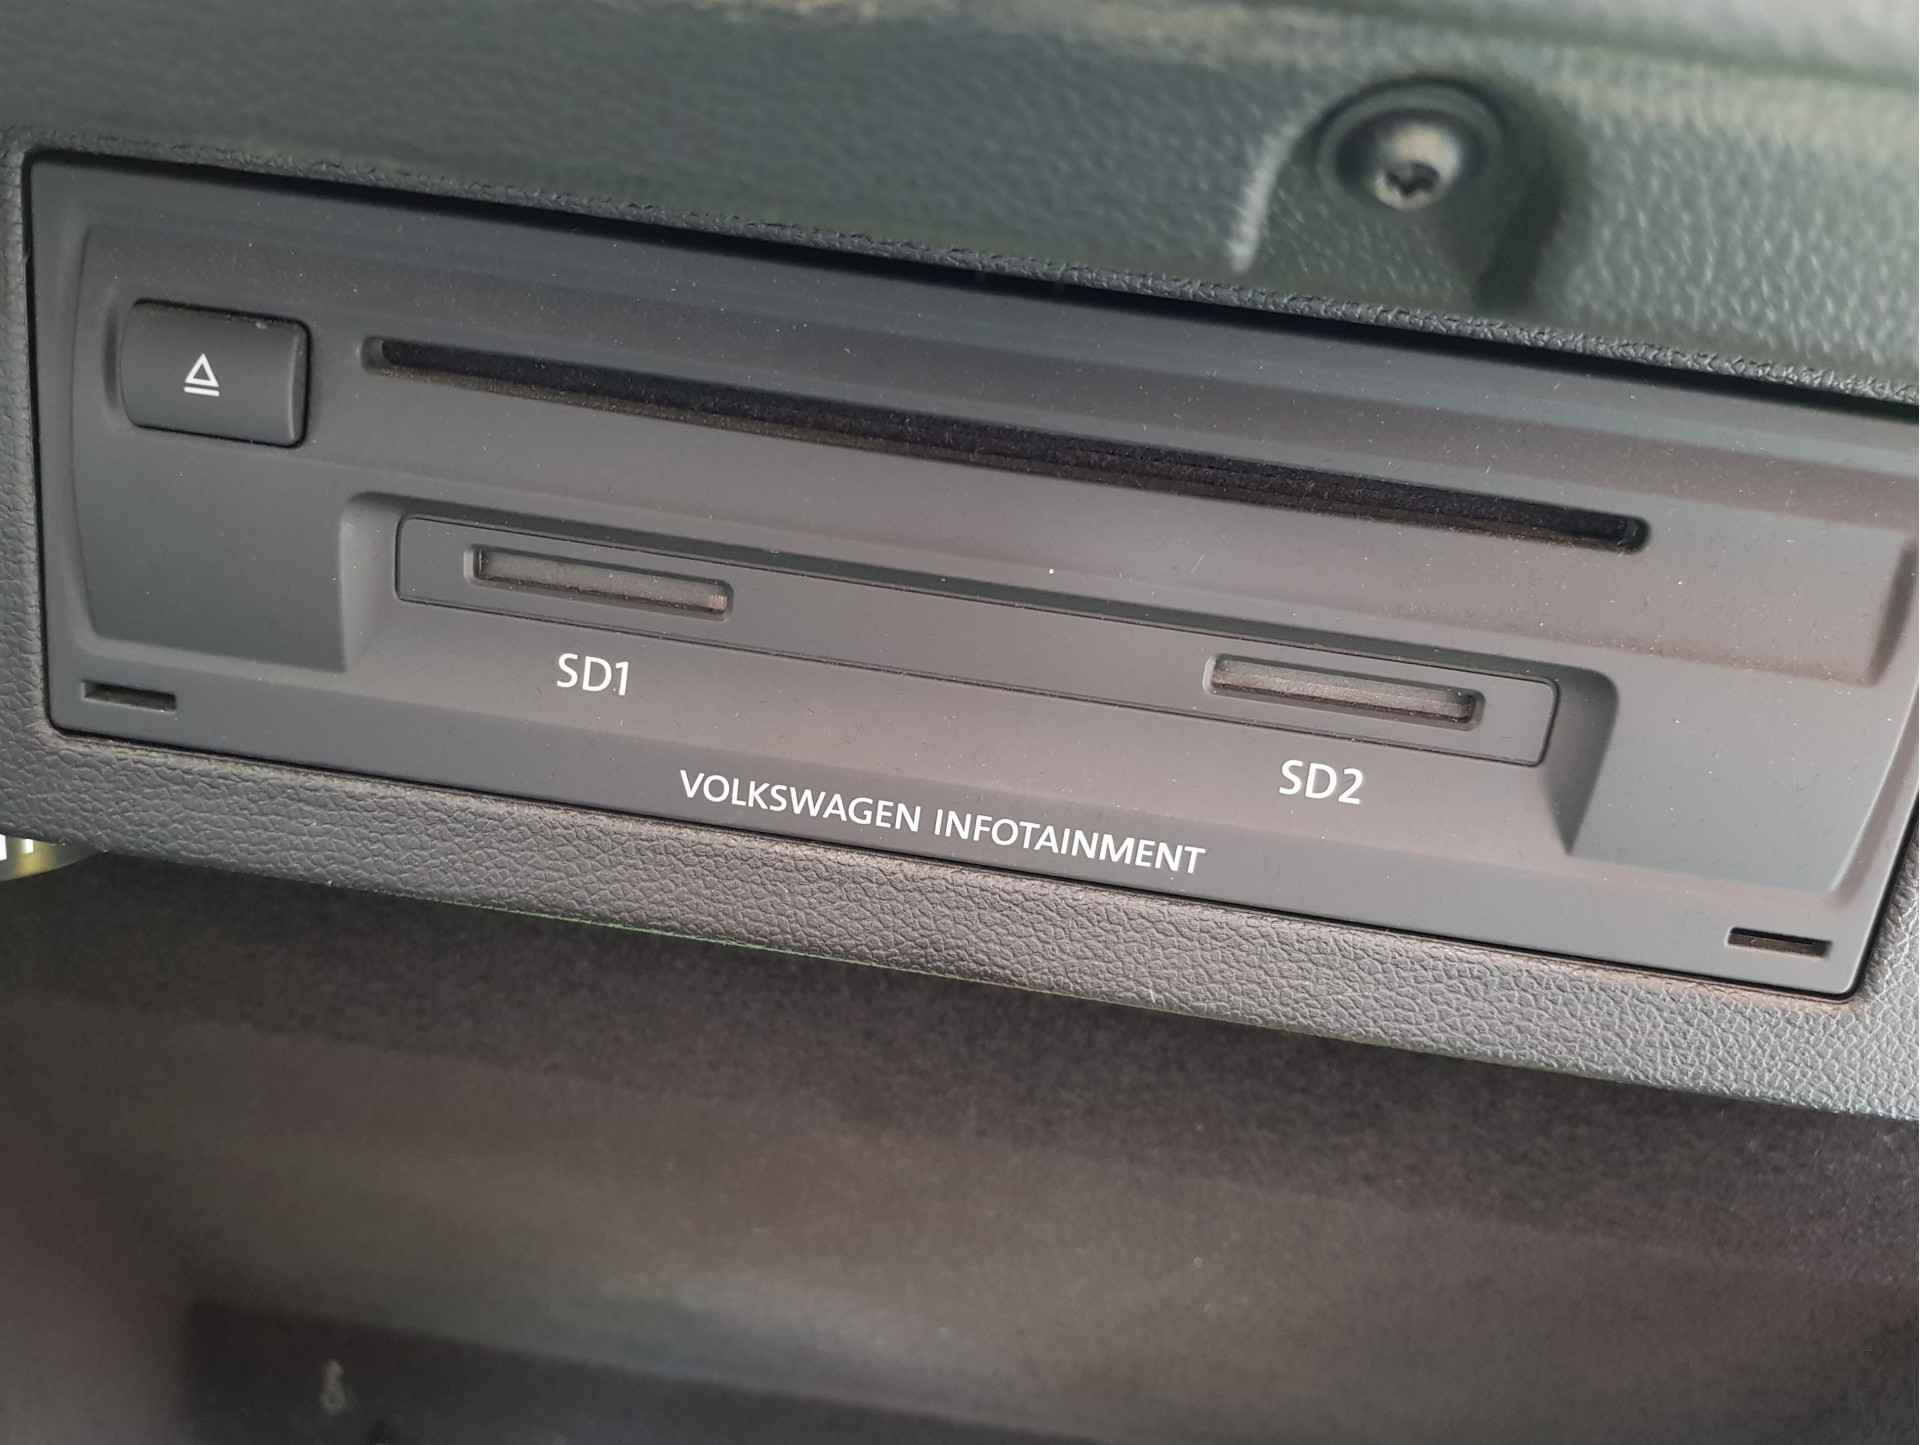 SD1
SD2
VOLKSWAGEN INFOTAINMENT